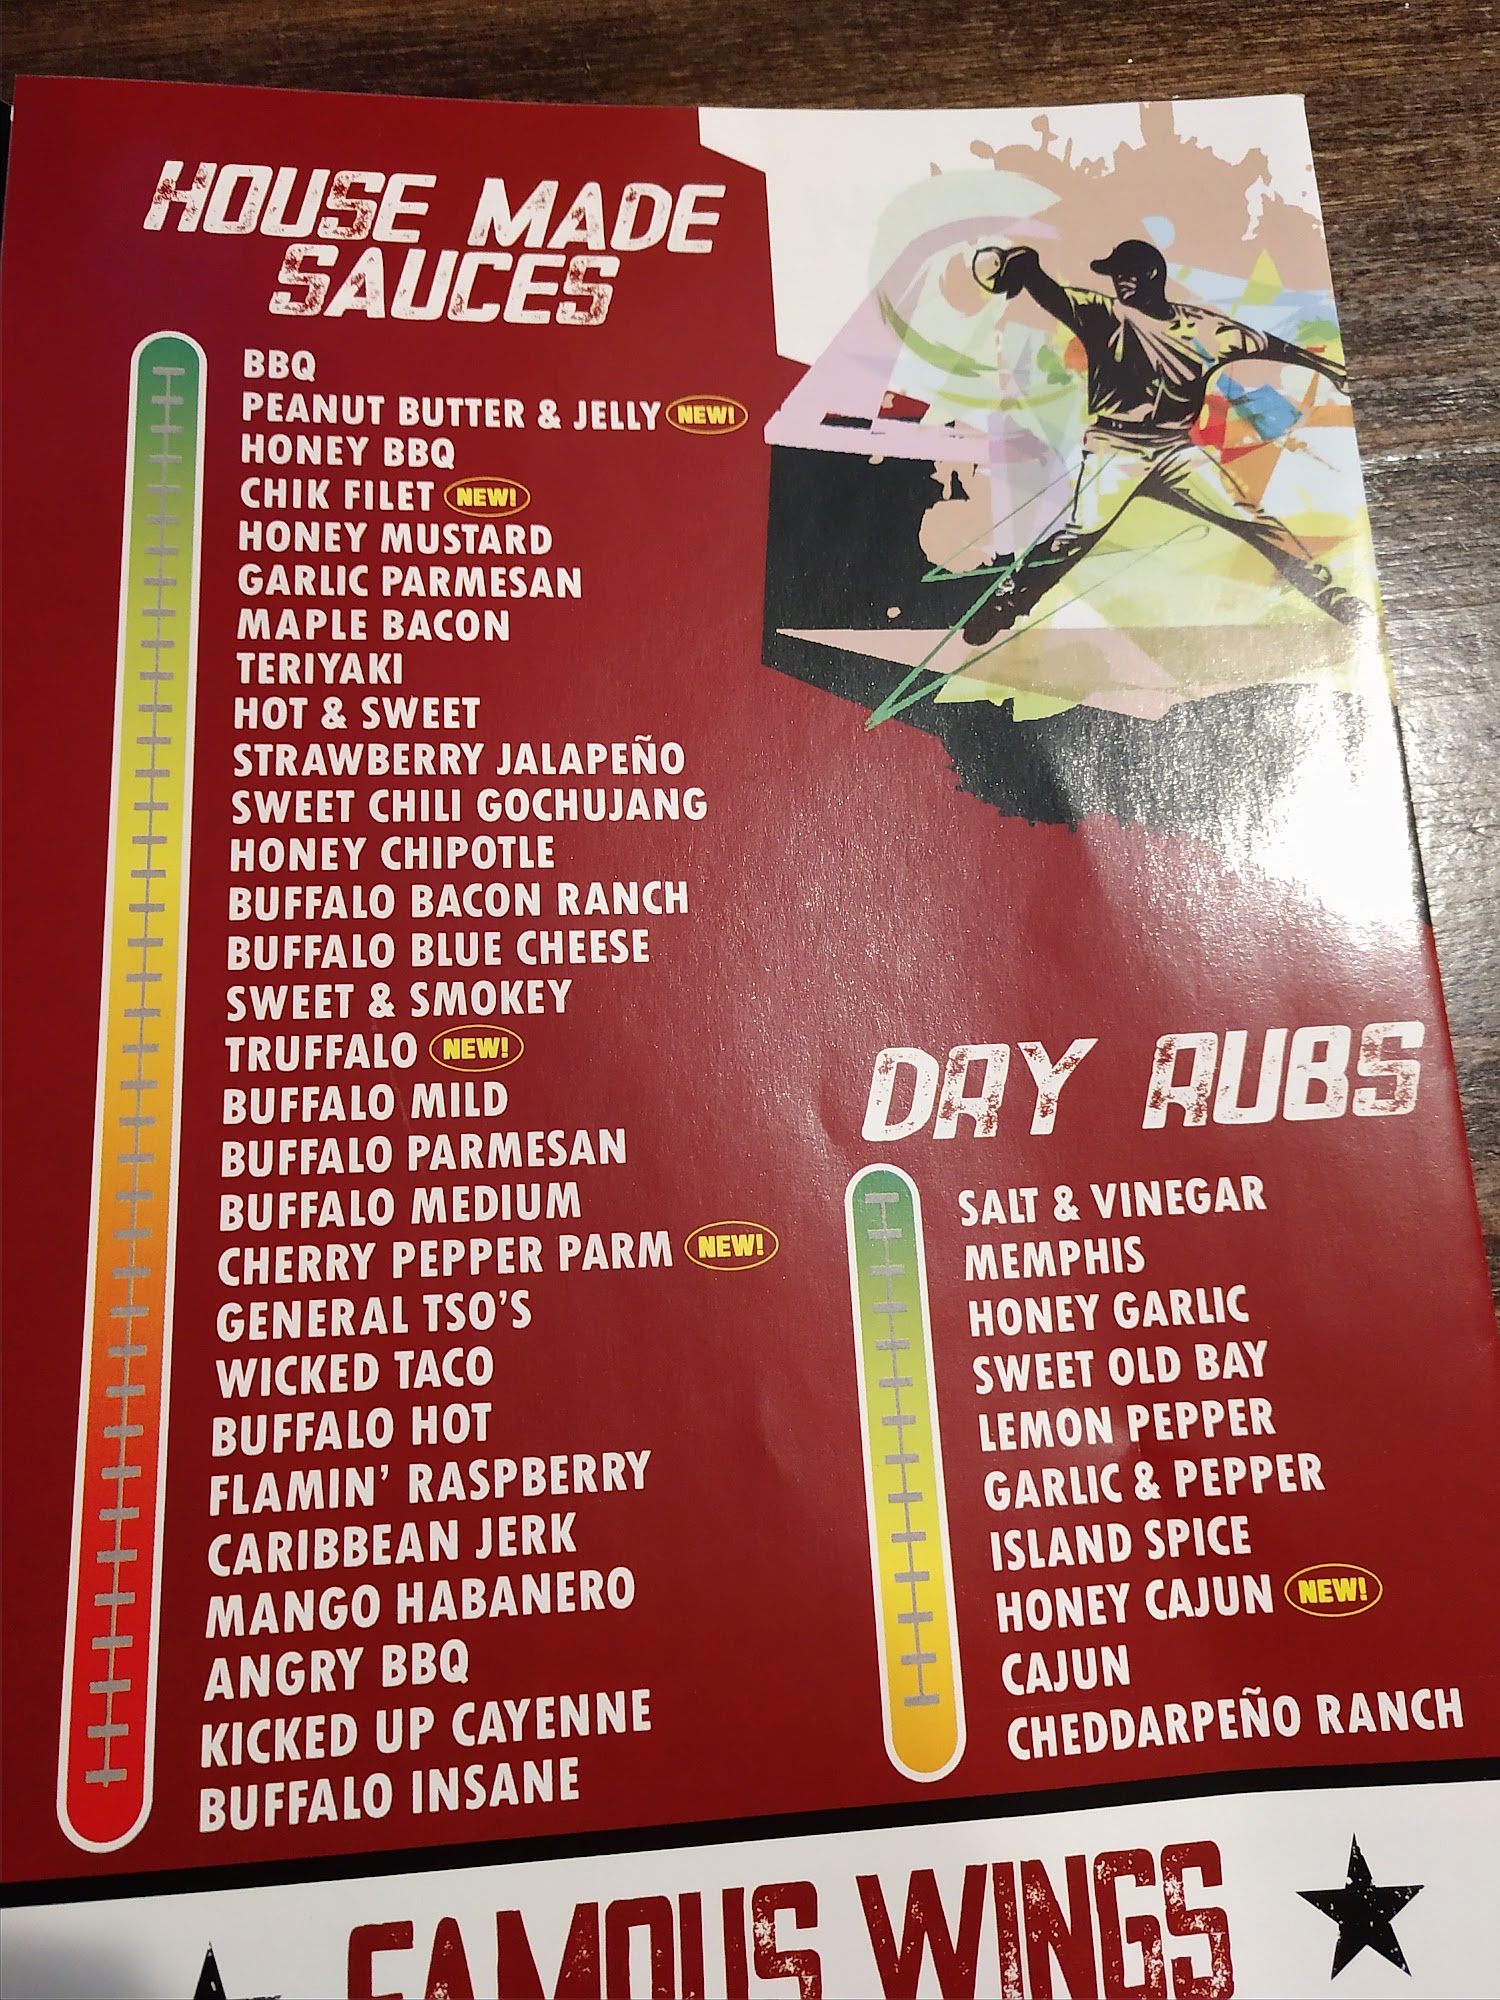 HOUSE MADE
SAUCES
BBQ
PEANUT BUTTER & JELLY NEW!
HONEY BBQ
CHIK FILET NEW!
HONEY MUSTARD
GARLIC PARMESAN
MAPLE BACON
TERIYAKI
HOT & SWEET
STRAWBERRY JALAPEÑO
SWEET CHILI GOCHUJANG
HONEY CHIPOTLE
BUFFALO BACON RANCH
BUFFALO BLUE CHEESE
SWEET & SMOKEY
TRUFFALO NEW!
BUFFALO MILD
BUFFALO PARMESAN
BUFFALO MEDIUM
CHERRY PEPPER PARM NEW!
GENERAL TSO'S
WICKED TACO
BUFFALO HOT
FLAMIN' RASPBERRY
CARIBBEAN JERK
MANGO HABANERO
ANGRY BBQ
KICKED UP CAYENNE
BUFFALO INSANE
DRY RUBS
SALT & VINEGAR
MEMPHIS
HONEY GARLIC
SWEET OLD BAY
LEMON PEPPER
GARLIC & PEPPER
ISLAND SPICE
HONEY CAJUN NEW!
CAJUN
CHEDDARPEÑO RANCH
FAMOUS WINGS